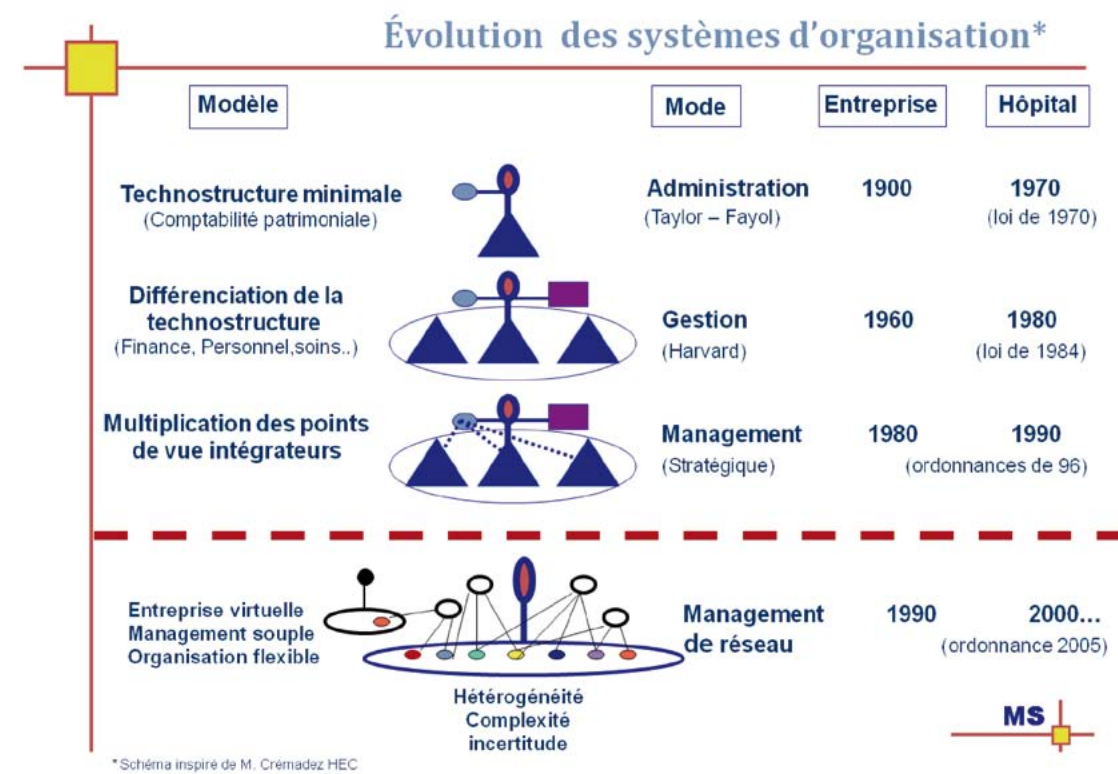 Évolution des systèmes d'organisation*
Modèle
Mode
Entreprise
Hôpital
Technostructure minimale
(Comptabilité patrimoniale)
Administration
(Taylor – Fayol)
1900
1970
(loi de 1970)
Différenciation de la
technostructure
(Finance, Personnel,soins..)
Gestion
(Harvard)
1960
1980
(loi de 1984)
Multiplication des points
de vue intégrateurs
Management
(Stratégique)
1980
1990
(ordonnances de 96)
Entreprise virtuelle
Management souple
Organisation flexible
Hétérogénéité
Complexité
incertitude
Management
de réseau
1990
2000...
(ordonnance 2005)
MS
*Schéma inspiré de M. Crémadez HEC